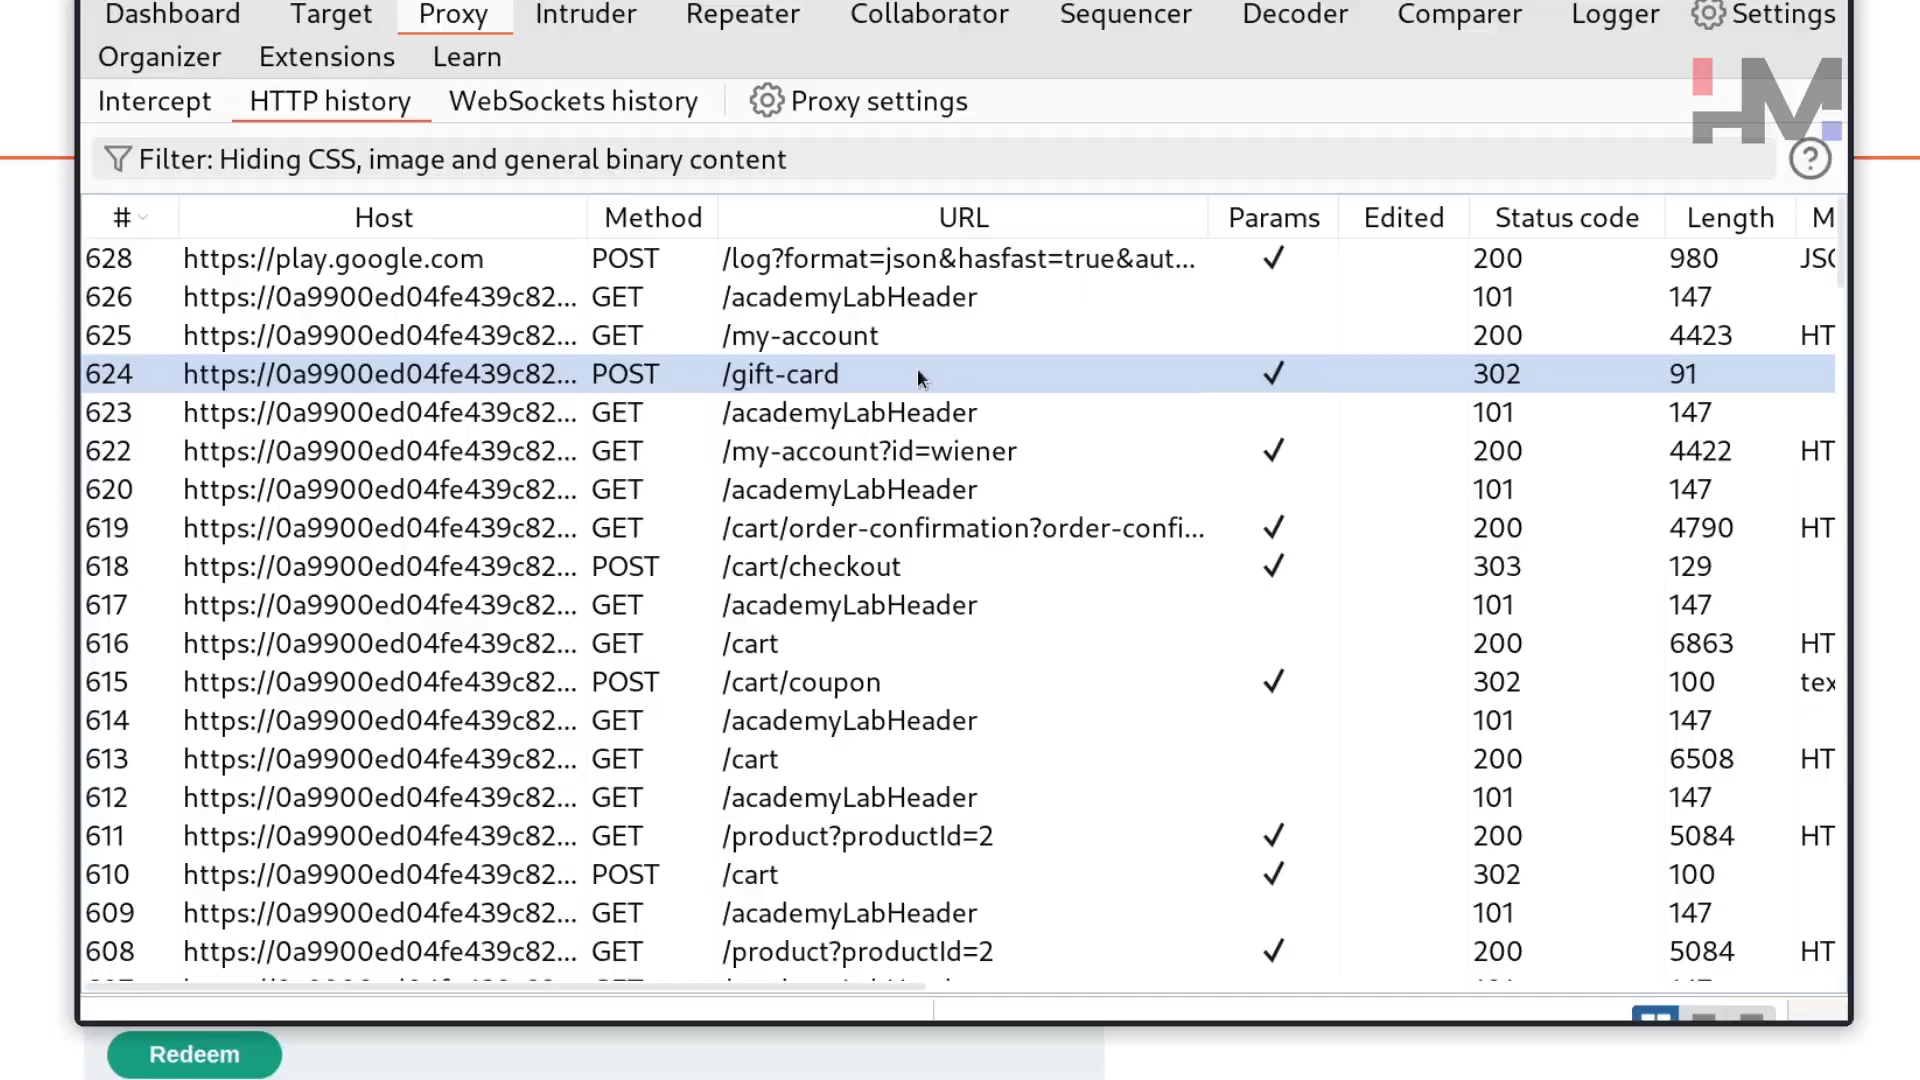 Dashboard Target Proxy Intruder Repeater Collaborator Sequencer Decoder Comparer Logger Settings
Organizer Extensions Learn
Intercept HTTP history WebSockets history Proxy settings
HM
Filter: Hiding CSS, image and general binary content ?
# Host Method URL Params Edited Status code Length M
628 https://play.google.com POST /log?format=json&hasfast=true&aut... ✓ 200 980 JSO
626 https://0a9900ed04fe439c82... GET /academyLabHeader 101 147
625 https://0a9900ed04fe439c82... GET /my-account 200 4423 HT
624 https://0a9900ed04fe439c82... POST /gift-card ✓ 302 91
623 https://0a9900ed04fe439c82... GET /academyLabHeader 101 147
622 https://0a9900ed04fe439c82... GET /my-account?id=wiener ✓ 200 4422 HT
620 https://0a9900ed04fe439c82... GET /academyLabHeader 101 147
619 https://0a9900ed04fe439c82... GET /cart/order-confirmation?order-confi... ✓ 200 4790 HT
618 https://0a9900ed04fe439c82... POST /cart/checkout ✓ 303 129
617 https://0a9900ed04fe439c82... GET /academyLabHeader 101 147
616 https://0a9900ed04fe439c82... GET /cart 200 6863 HT
615 https://0a9900ed04fe439c82... POST /cart/coupon ✓ 302 100 tex
614 https://0a9900ed04fe439c82... GET /academyLabHeader 101 147
613 https://0a9900ed04fe439c82... GET /cart 200 6508 HT
612 https://0a9900ed04fe439c82... GET /academyLabHeader 101 147
611 https://0a9900ed04fe439c82... GET /product?productId=2 ✓ 200 5084 HT
610 https://0a9900ed04fe439c82... POST /cart ✓ 302 100
609 https://0a9900ed04fe439c82... GET /academyLabHeader 101 147
608 https://0a9900ed04fe439c82... GET /product?productId=2 ✓ 200 5084 HT
Redeem